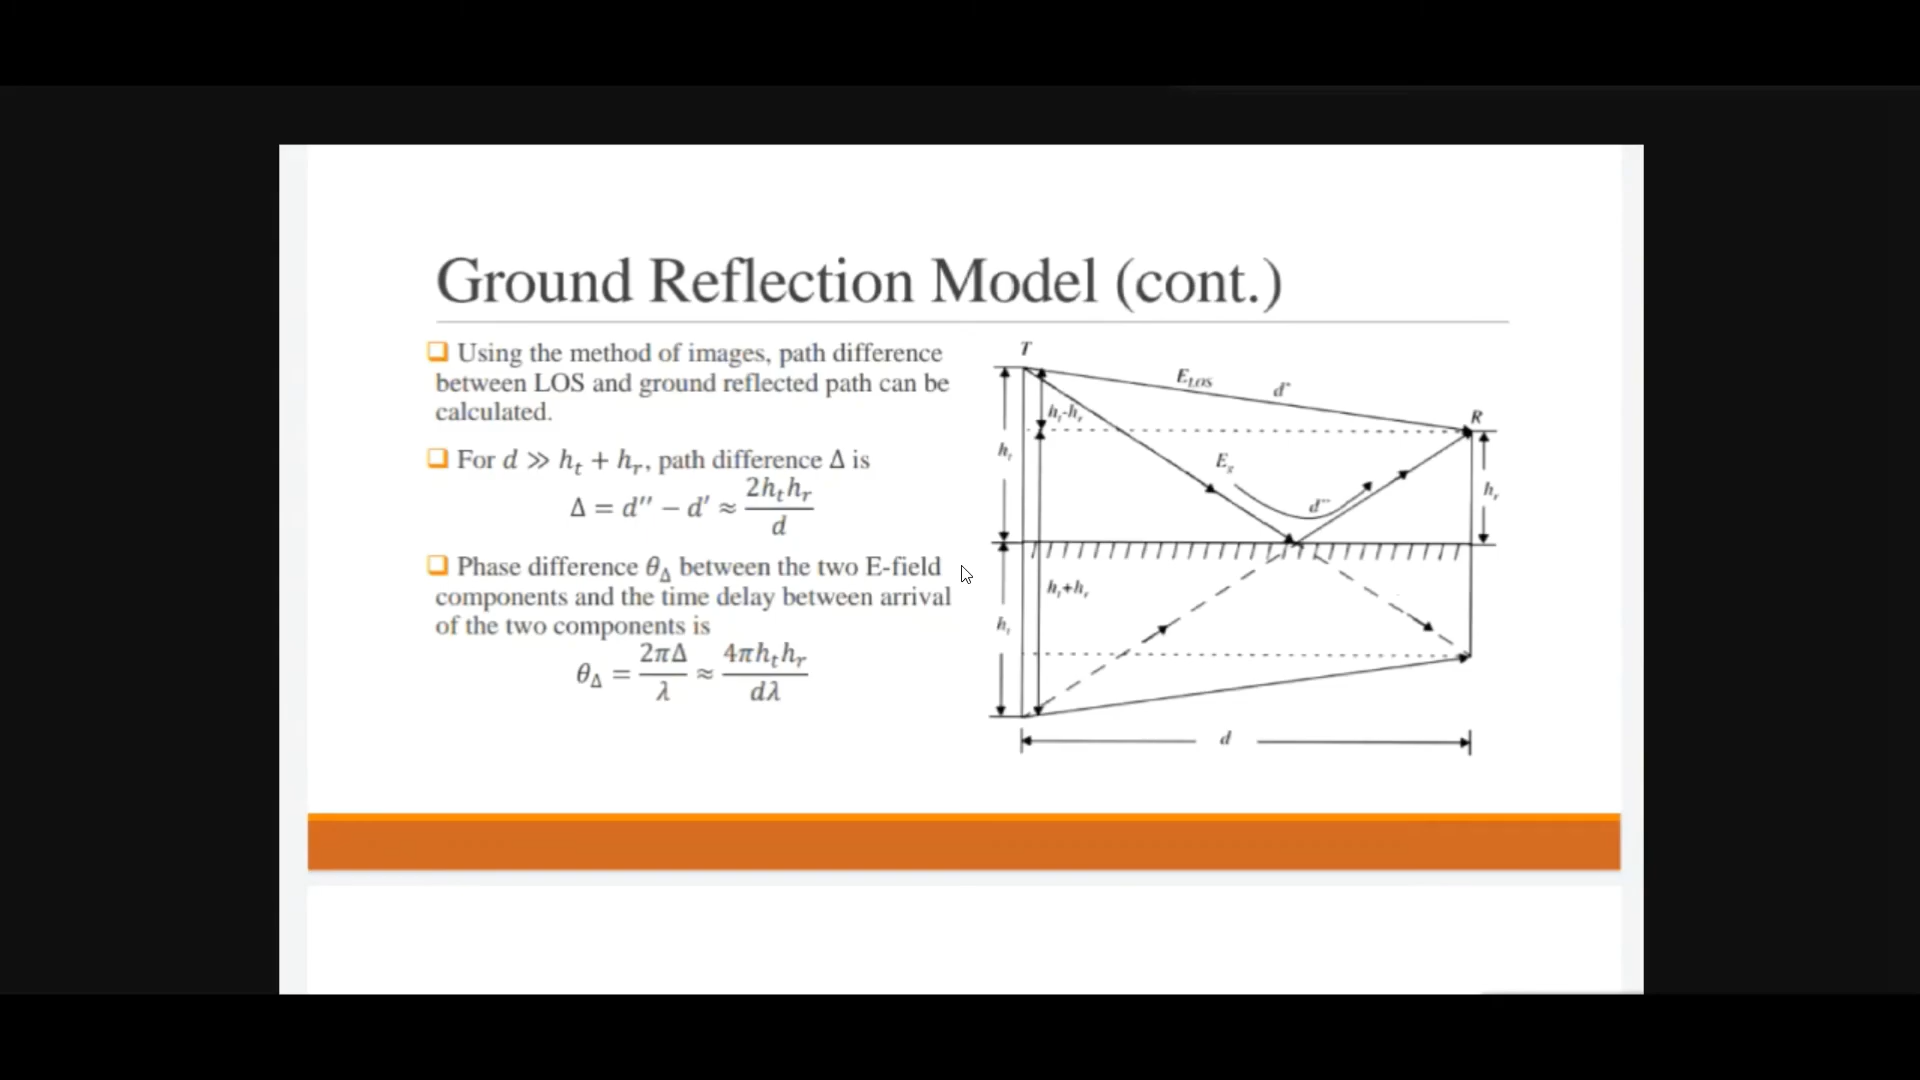 Ground Reflection Model (cont.)
Using the method of images, path difference
between LOS and ground reflected path can be
calculated.
For d ≫ hₜ + hᵣ, path difference Δ is
Δ = d′′ − d′ ≈ 2hₜhᵣ / d
Phase difference θ_Δ between the two E-field
components and the time delay between arrival
of the two components is
θ_Δ = 2πΔ / λ ≈ 4πhₜhᵣ / dλ
T
E_LOS
d'
hₜ-hᵣ
R
hₜ
E_g
d''
hᵣ
hₜ+hᵣ
hₜ
d